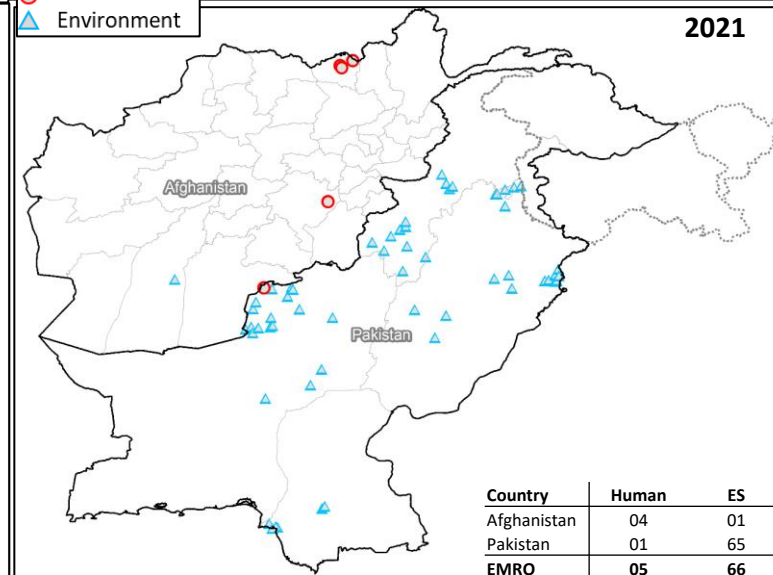 Environment
2021
Afghanistan
Pakistan
Country Human ES
Afghanistan 04 01
Pakistan 01 65
EMRO 05 66